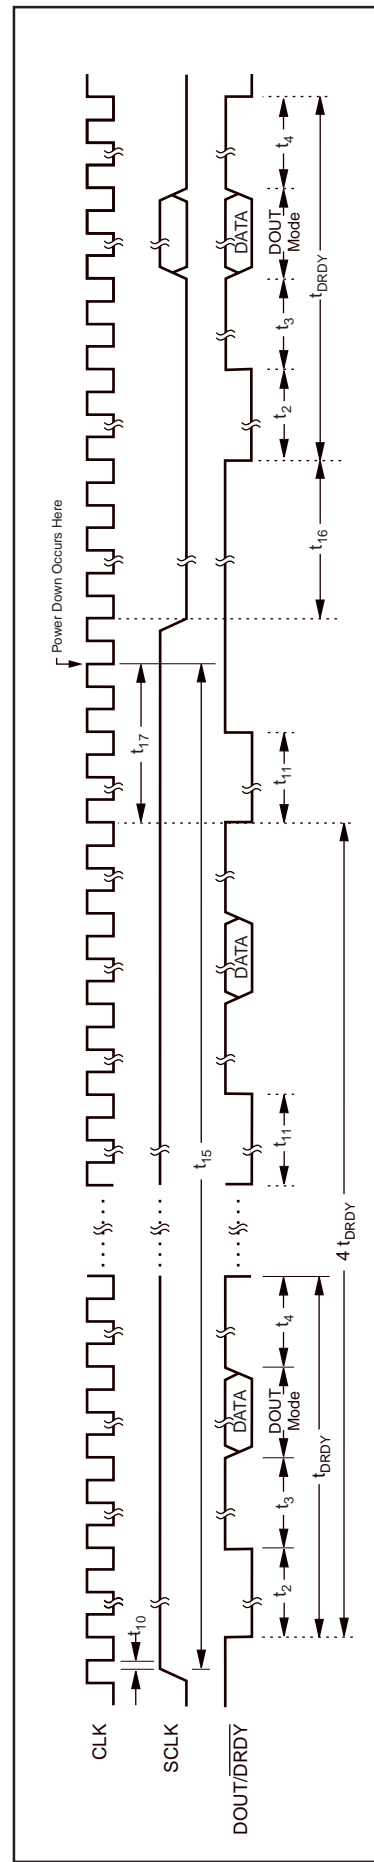 Power Down Occurs Here
CLK
t10
SCLK
t17
t15
DOUT/DRDY
DATA
DATA
DATA
t2
t3
DOUT
Mode
t4
t11
t11
t16
t2
t3
DOUT
Mode
t4
tDRDY
tDRDY
4 tDRDY